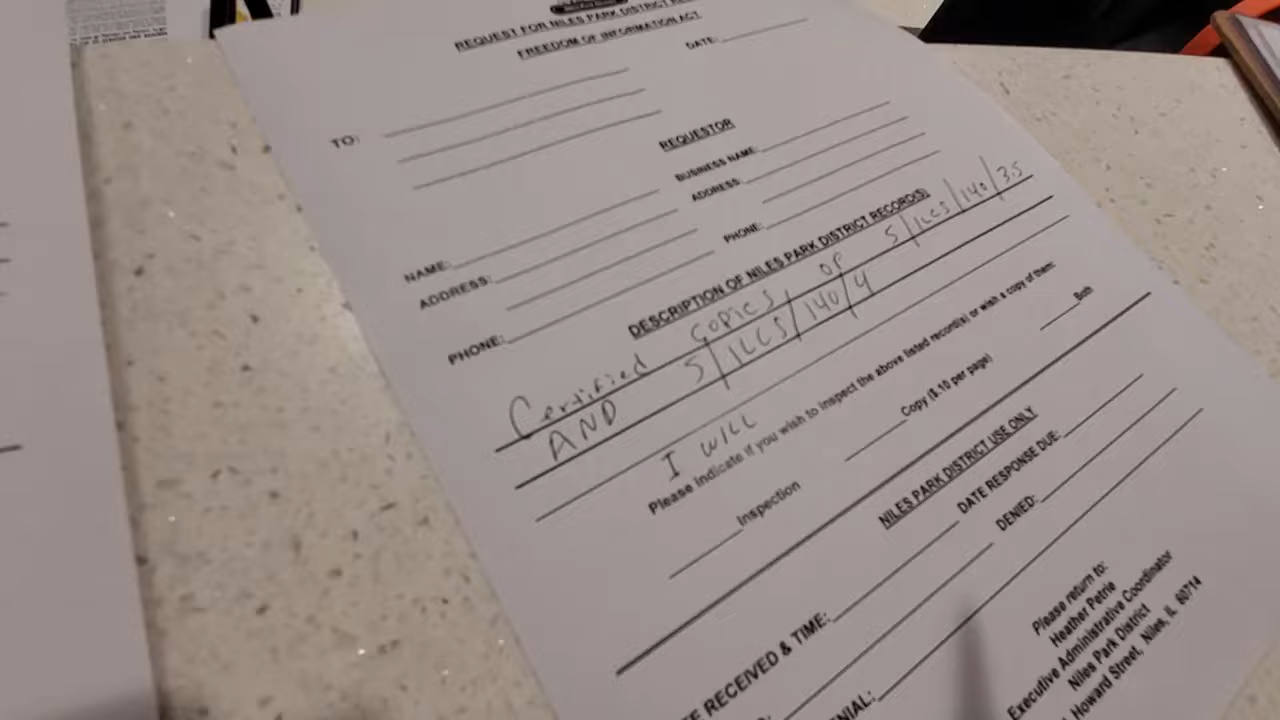 REQUEST FOR NILES PARK DISTRICT
FREEDOM OF INFORMATION ACT
DATE:
TO:
REQUESTOR
BUSINESS NAME:
ADDRESS:
PHONE:
NAME:
ADDRESS:
PHONE:
DESCRIPTION OF NILES PARK DISTRICT RECORD(S)
Certified COPIES OF 5/ILCS/140/3.5
AND 5/ILCS/140/4
I WILL
Please indicate if you wish to inspect the above listed record(s) or wish a copy of them:
Inspection Copy ($.10 per page) Both
NILES PARK DISTRICT USE ONLY
RECEIVED & TIME: DATE RESPONSE DUE:
DENIED:
Please return to:
Heather Petrie
Executive Administrative Coordinator
Niles Park District
Howard Street, Niles, IL 60714